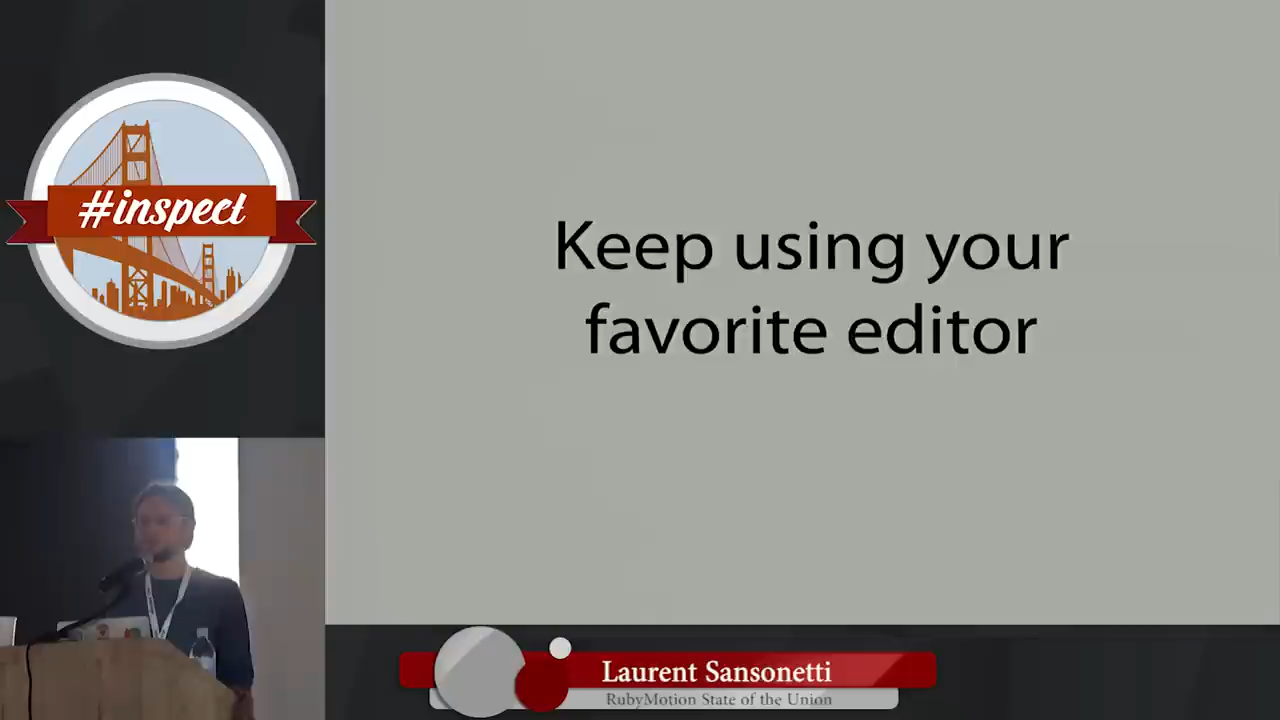 #inspect
Keep using your
favorite editor
Laurent Sansonetti
RubyMotion State of the Union